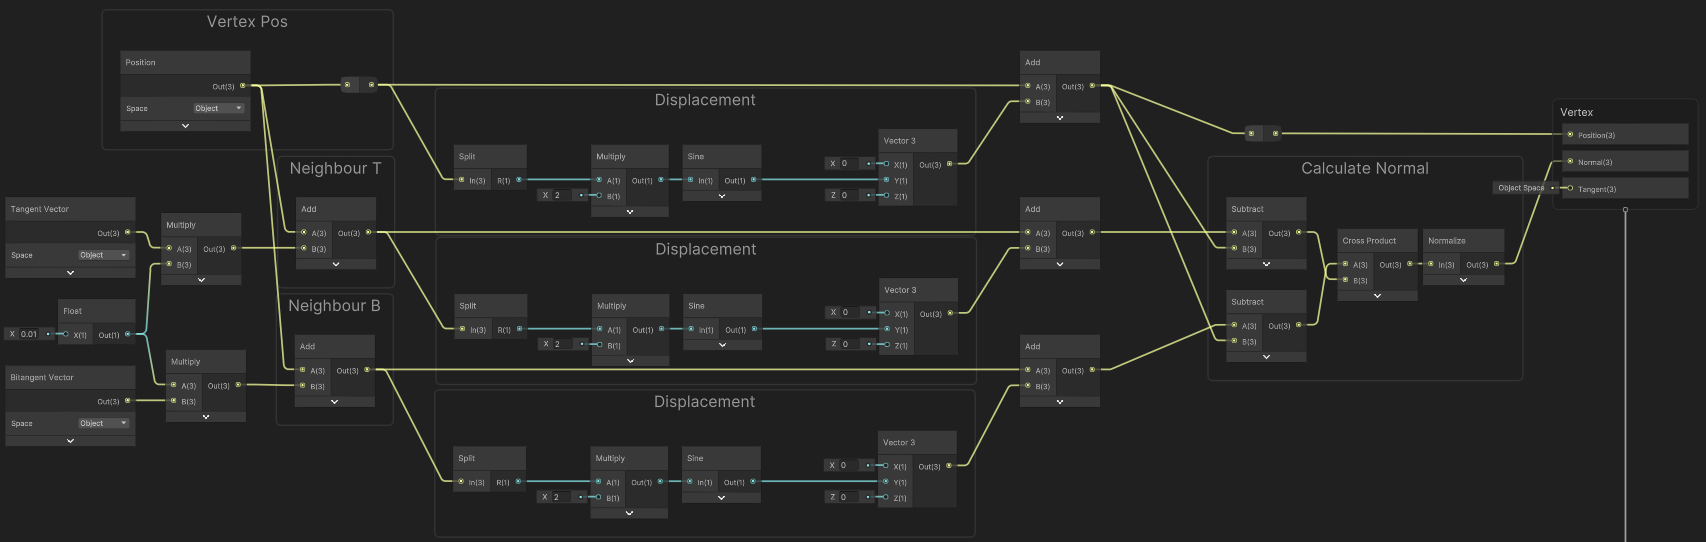 Vertex Pos
Position
Out(3)
Space Object
Neighbour T
Add
A(3) Out(3)
B(3)
Neighbour B
Add
A(3) Out(3)
B(3)
Tangent Vector
Out(3)
Space Object
Multiply
A(3) Out(3)
B(3)
Float
X 0.01 X(1) Out(1)
Multiply
A(3) Out(3)
B(3)
Bitangent Vector
Out(3)
Space Object
Displacement
Split
In(3) R(1)
Multiply
A(1) Out(1)
X 2 B(1)
Sine
In(1) Out(1)
Vector 3
X 0 X(1) Out(3)
Y(1)
Z 0 Z(1)
Displacement
Split
In(3) R(1)
Multiply
A(1) Out(1)
X 2 B(1)
Sine
In(1) Out(1)
Vector 3
X 0 X(1) Out(3)
Y(1)
Z 0 Z(1)
Displacement
Split
In(3) R(1)
Multiply
A(1) Out(1)
X 2 B(1)
Sine
In(1) Out(1)
Vector 3
X 0 X(1) Out(3)
Y(1)
Z 0 Z(1)
Add
A(3) Out(3)
B(3)
Add
A(3) Out(3)
B(3)
Add
A(3) Out(3)
B(3)
Calculate Normal
Subtract
A(3) Out(3)
B(3)
Subtract
A(3) Out(3)
B(3)
Cross Product
A(3) Out(3)
B(3)
Normalize
In(3) Out(3)
Vertex
Position(3)
Normal(3)
Object Space Tangent(3)